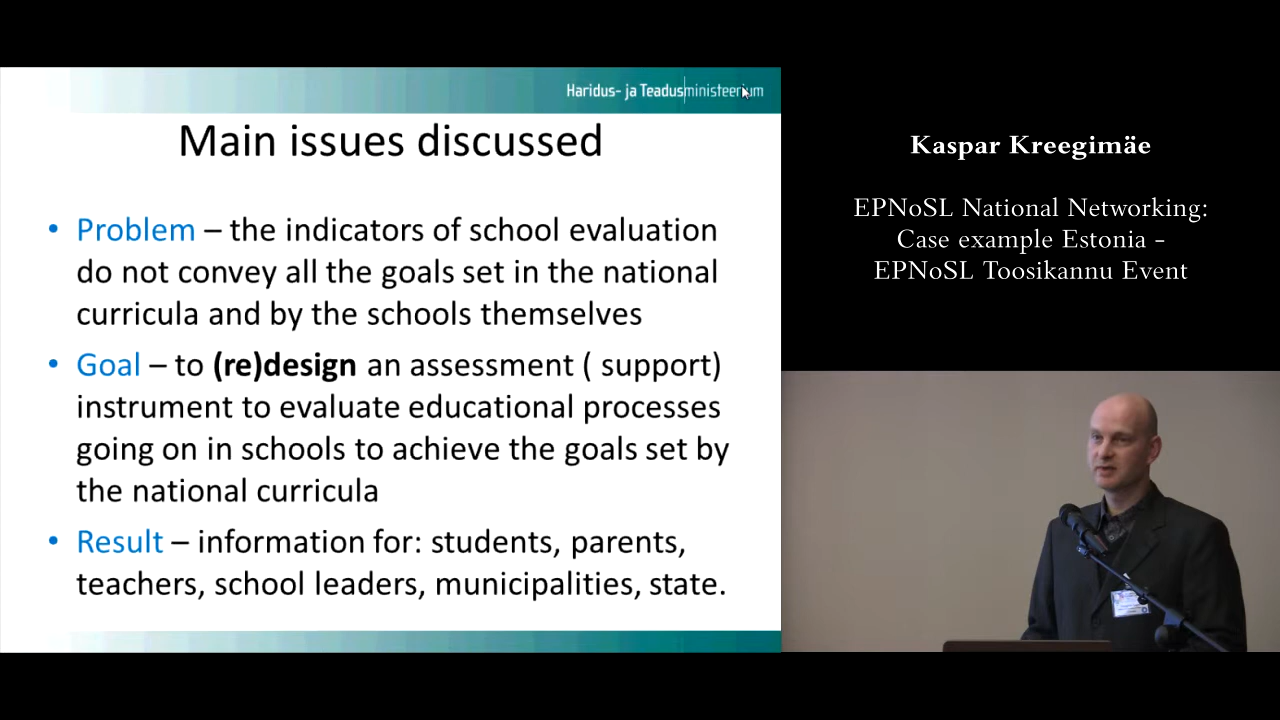 Haridus- ja Teadusministeerium
Main issues discussed
• Problem – the indicators of school evaluation
do not convey all the goals set in the national
curricula and by the schools themselves
• Goal – to (re)design an assessment ( support)
instrument to evaluate educational processes
going on in schools to achieve the goals set by
the national curricula
• Result – information for: students, parents,
teachers, school leaders, municipalities, state.
Kaspar Kreegimäe
EPNoSL National Networking:
Case example Estonia -
EPNoSL Toosikannu Event